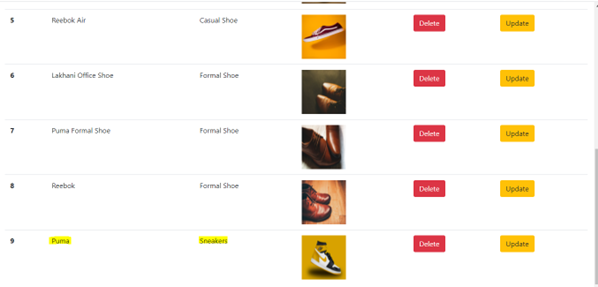 5 Reebok Air Casual Shoe Delete Update
6 Lakhani Office Shoe Formal Shoe Delete Update
7 Puma Formal Shoe Formal Shoe Delete Update
8 Reebok Formal Shoe Delete Update
9 Puma Sneakers Delete Update